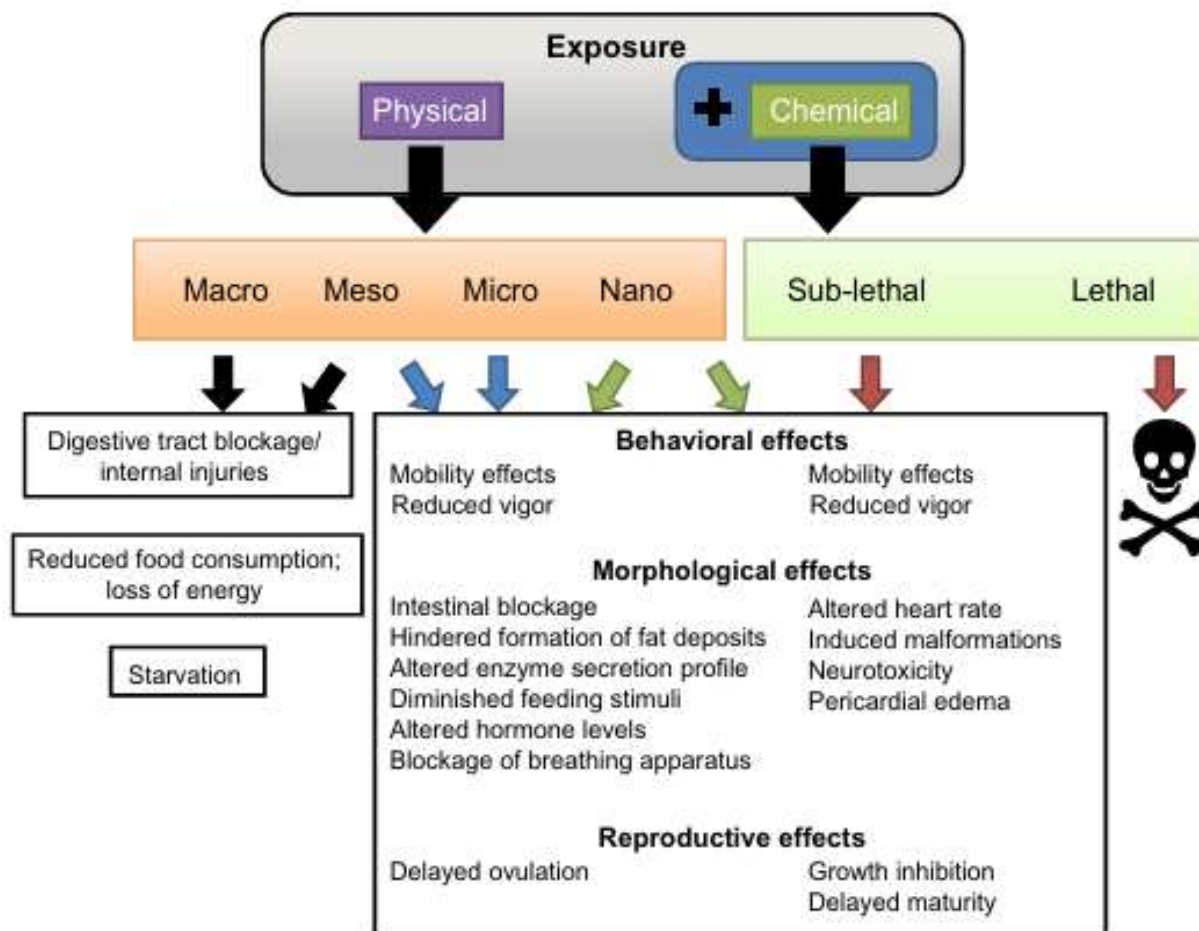 Exposure
Physical
+ Chemical
Macro Meso Micro Nano
Sub-lethal Lethal
Digestive tract blockage/
internal injuries
Reduced food consumption;
loss of energy
Starvation
Behavioral effects
Mobility effects Mobility effects
Reduced vigor Reduced vigor
Morphological effects
Intestinal blockage Altered heart rate
Hindered formation of fat deposits Induced malformations
Altered enzyme secretion profile Neurotoxicity
Diminished feeding stimuli Pericardial edema
Altered hormone levels
Blockage of breathing apparatus
Reproductive effects
Delayed ovulation Growth inhibition
Delayed maturity